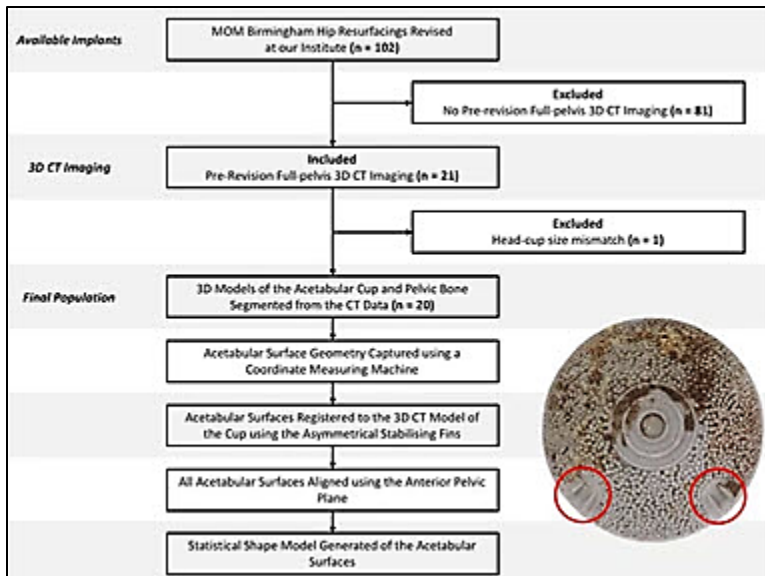 Available Implants
MOM Birmingham Hip Resurfacings Revised
at our Institute (n = 102)
Excluded
No Pre-revision Full-pelvis 3D CT Imaging (n = 81)
3D CT Imaging
Included
Pre-Revision Full-pelvis 3D CT Imaging (n = 21)
Excluded
Head-cup size mismatch (n = 1)
Final Population
3D Models of the Acetabular Cup and Pelvic Bone
Segmented from the CT Data (n = 20)
Acetabular Surface Geometry Captured using a
Coordinate Measuring Machine
Acetabular Surfaces Registered to the 3D CT Model of
the Cup using the Asymmetrical Stabilising Fins
All Acetabular Surfaces Aligned using the Anterior Pelvic
Plane
Statistical Shape Model Generated of the Acetabular
Surfaces